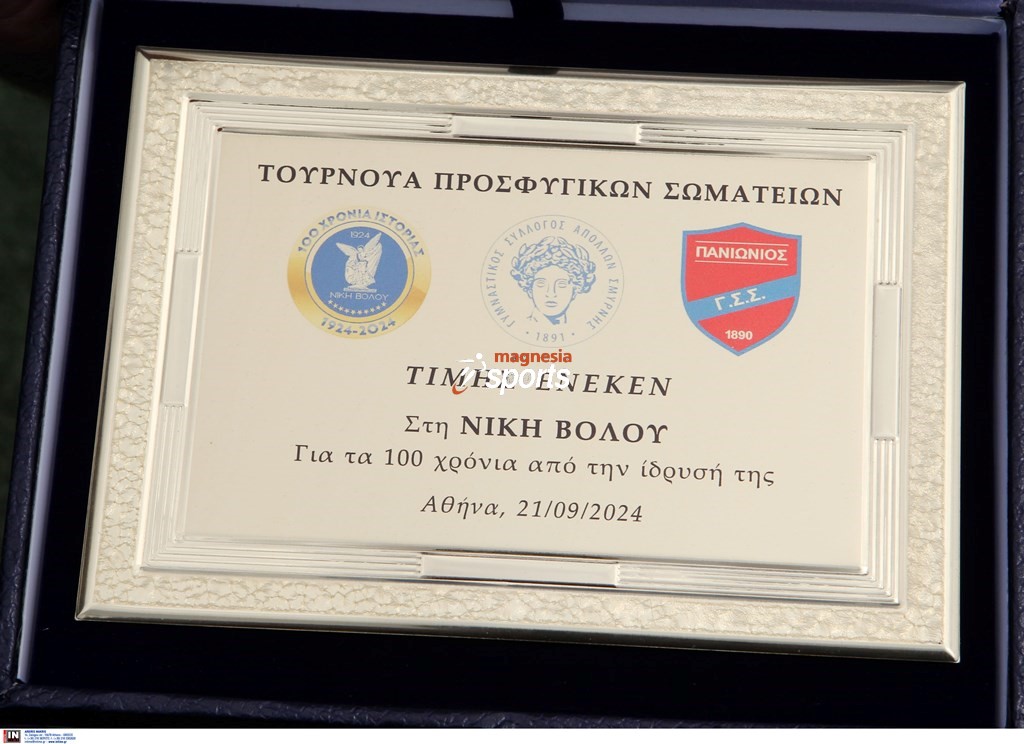 ΤΟΥΡΝΟΥΑ ΠΡΟΣΦΥΓΙΚΩΝ ΣΩΜΑΤΕΙΩΝ
100 ΧΡΟΝΙΑ ΙΣΤΟΡΙΑΣ
1924
ΝΙΚΗ ΒΟΛΟΥ
1924-2024
ΓΥΜΝΑΣΤΙΚΟΣ ΣΥΛΛΟΓΟΣ ΑΠΟΛΛΩΝ ΣΜΥΡΝΗΣ
· 1891 ·
ΠΑΝΙΩΝΙΟΣ
Γ.Σ.Σ.
1890
magnesia
sports
ΤΙΜΗΣ ΕΝΕΚΕΝ
Στη ΝΙΚΗ ΒΟΛΟΥ
Για τα 100 χρόνια από την ίδρυσή της
Αθήνα, 21/09/2024
IN